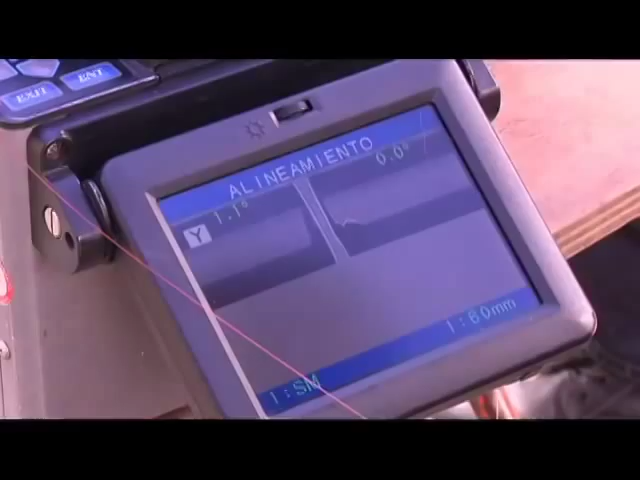 EXIT ENT
ALINEAMIENTO
1.1° 0.0°
Y
1:SM 1:60mm